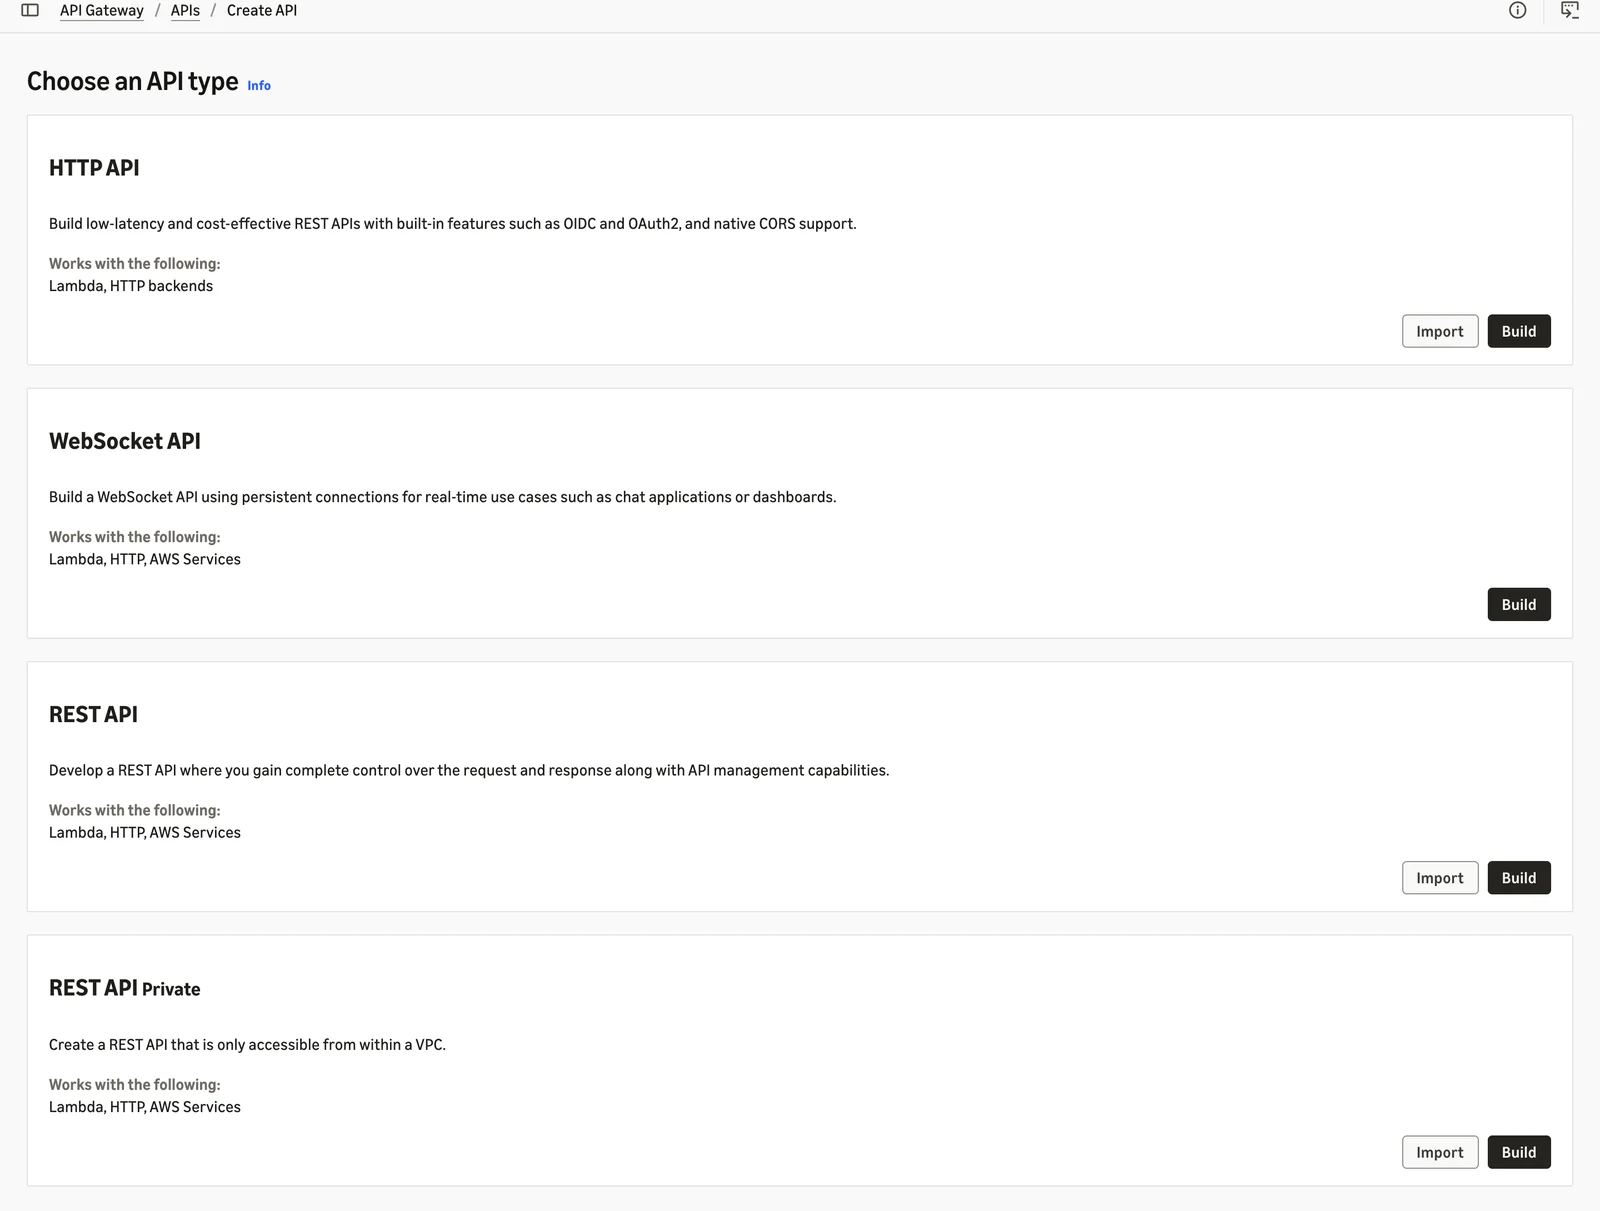 API Gateway / APIs / Create API
Choose an API type Info
HTTP API
Build low-latency and cost-effective REST APIs with built-in features such as OIDC and OAuth2, and native CORS support.
Works with the following:
Lambda, HTTP backends
Import Build
WebSocket API
Build a WebSocket API using persistent connections for real-time use cases such as chat applications or dashboards.
Works with the following:
Lambda, HTTP, AWS Services
Build
REST API
Develop a REST API where you gain complete control over the request and response along with API management capabilities.
Works with the following:
Lambda, HTTP, AWS Services
Import Build
REST API Private
Create a REST API that is only accessible from within a VPC.
Works with the following:
Lambda, HTTP, AWS Services
Import Build